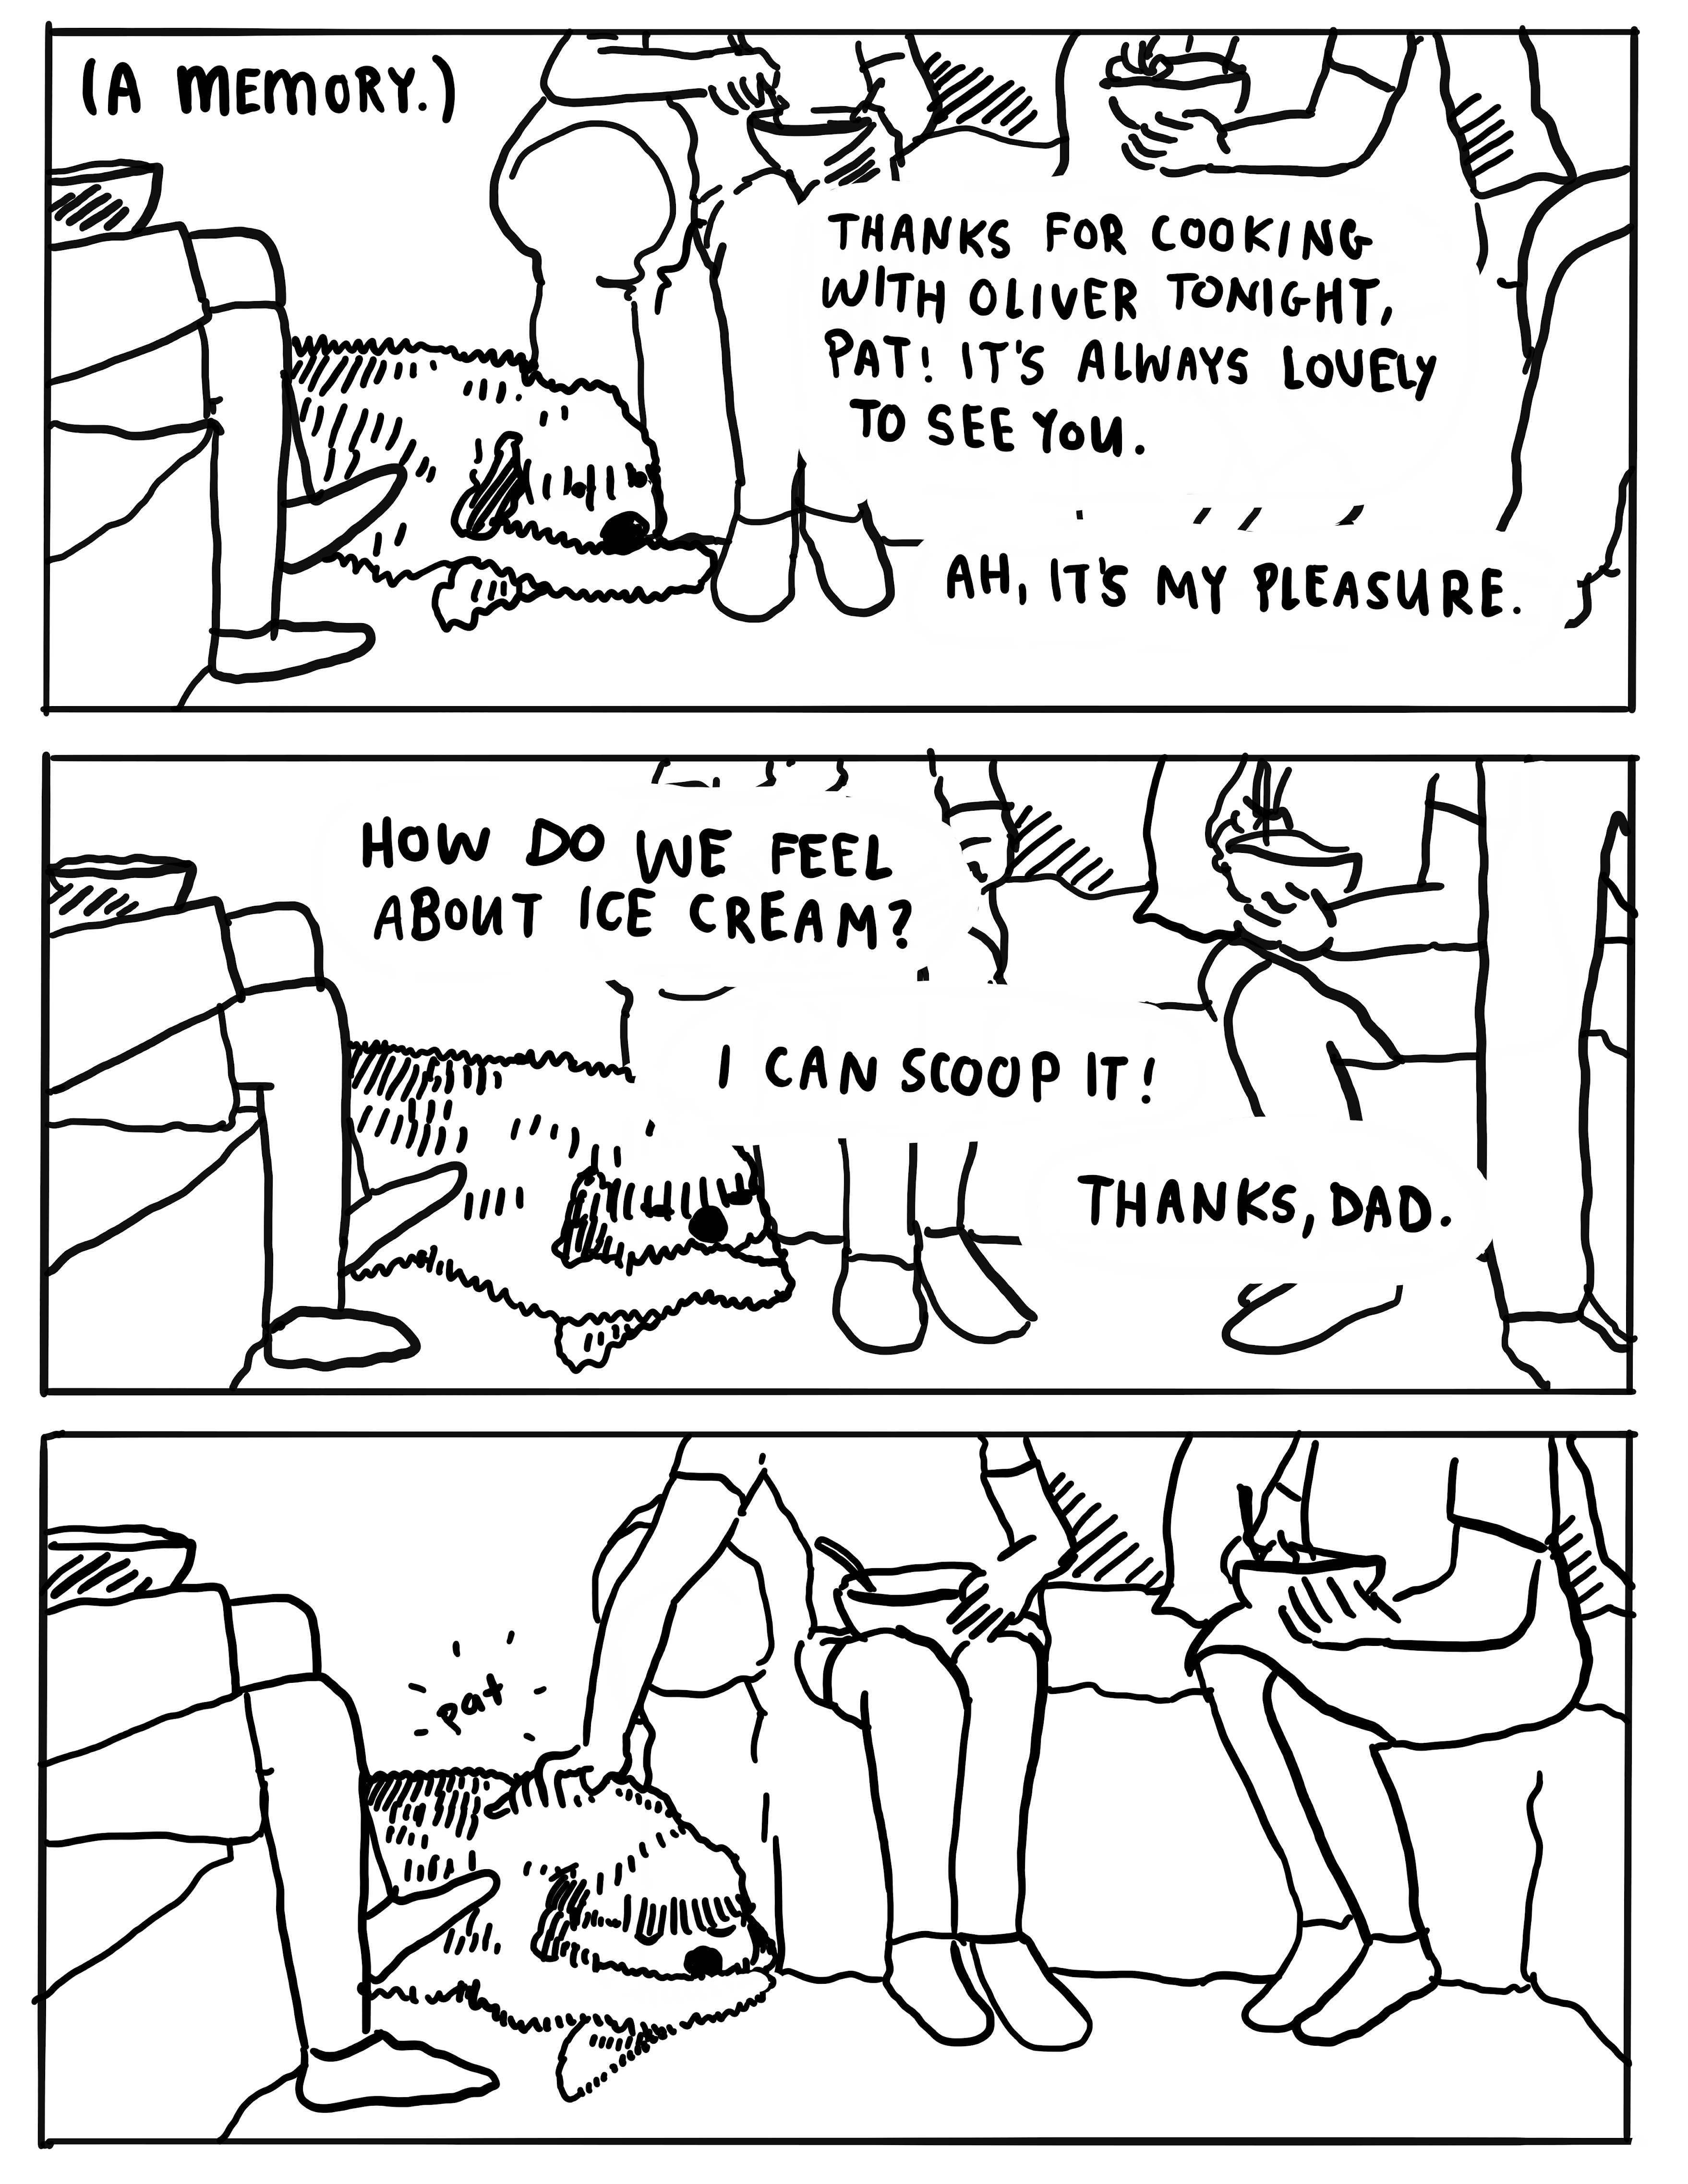 (A MEMORY.)
THANKS FOR COOKING
WITH OLIVER TONIGHT,
PAT! IT'S ALWAYS LOVELY
TO SEE YOU.
AH, IT'S MY PLEASURE.
HOW DO WE FEEL
ABOUT ICE CREAM?
I CAN SCOOP IT!
THANKS, DAD.
pat